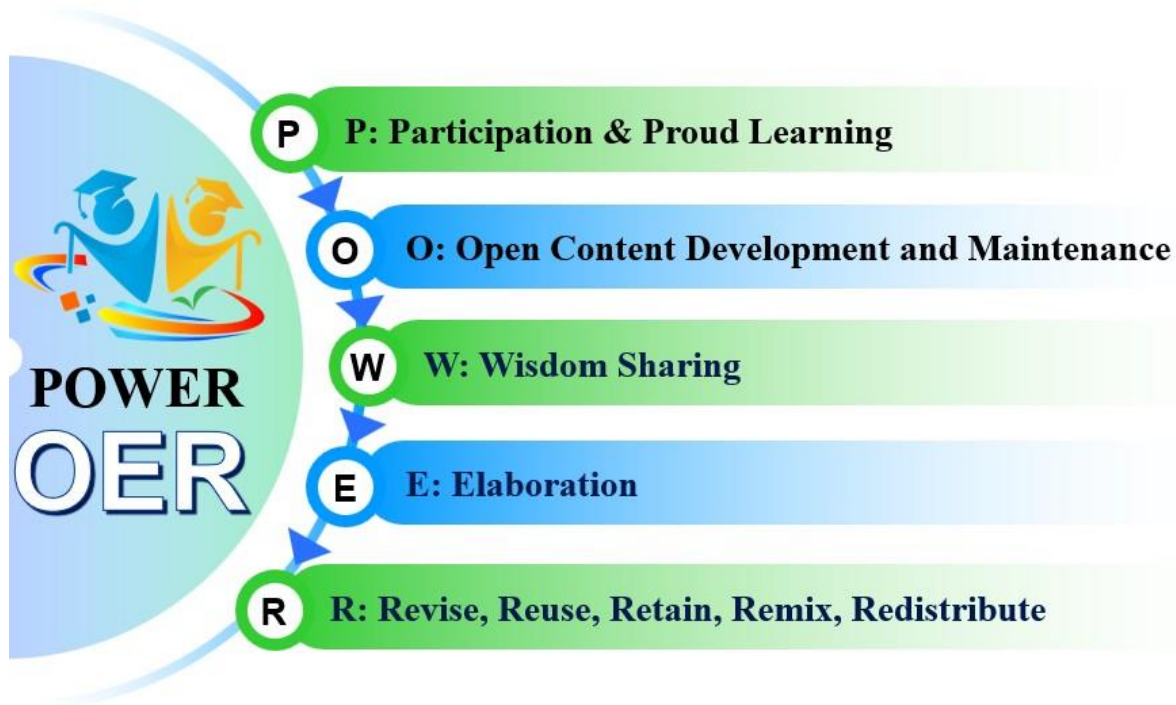 POWER
OER
P
P: Participation & Proud Learning
O
O: Open Content Development and Maintenance
W
W: Wisdom Sharing
E
E: Elaboration
R
R: Revise, Reuse, Retain, Remix, Redistribute